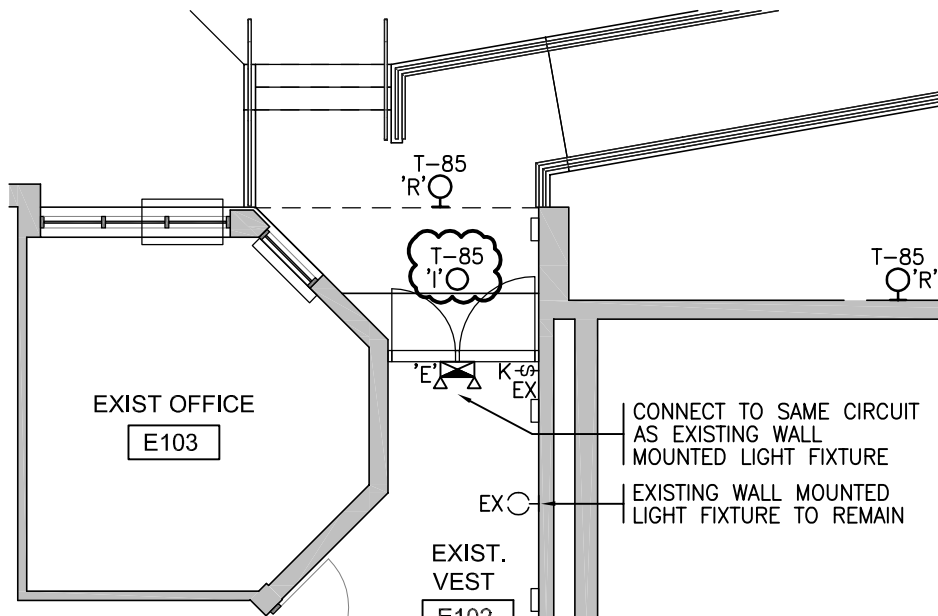 T-85
'R'
T-85
'I'
T-85
'R'
'E'
K
$
EX
EXIST OFFICE
E103
CONNECT TO SAME CIRCUIT
AS EXISTING WALL
MOUNTED LIGHT FIXTURE
EX
EXISTING WALL MOUNTED
LIGHT FIXTURE TO REMAIN
EXIST.
VEST
E102